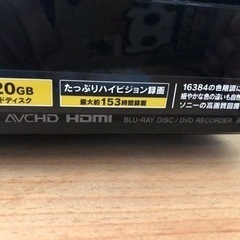 20GB
ドディスク
たっぷりハイビジョン録画
最大約153時間録画
16384の色階調に
細やかな色の違いも自然
ソニーの高画質回路
AVCHD HDMI BLU-RAY DISC / DVD RECORDER